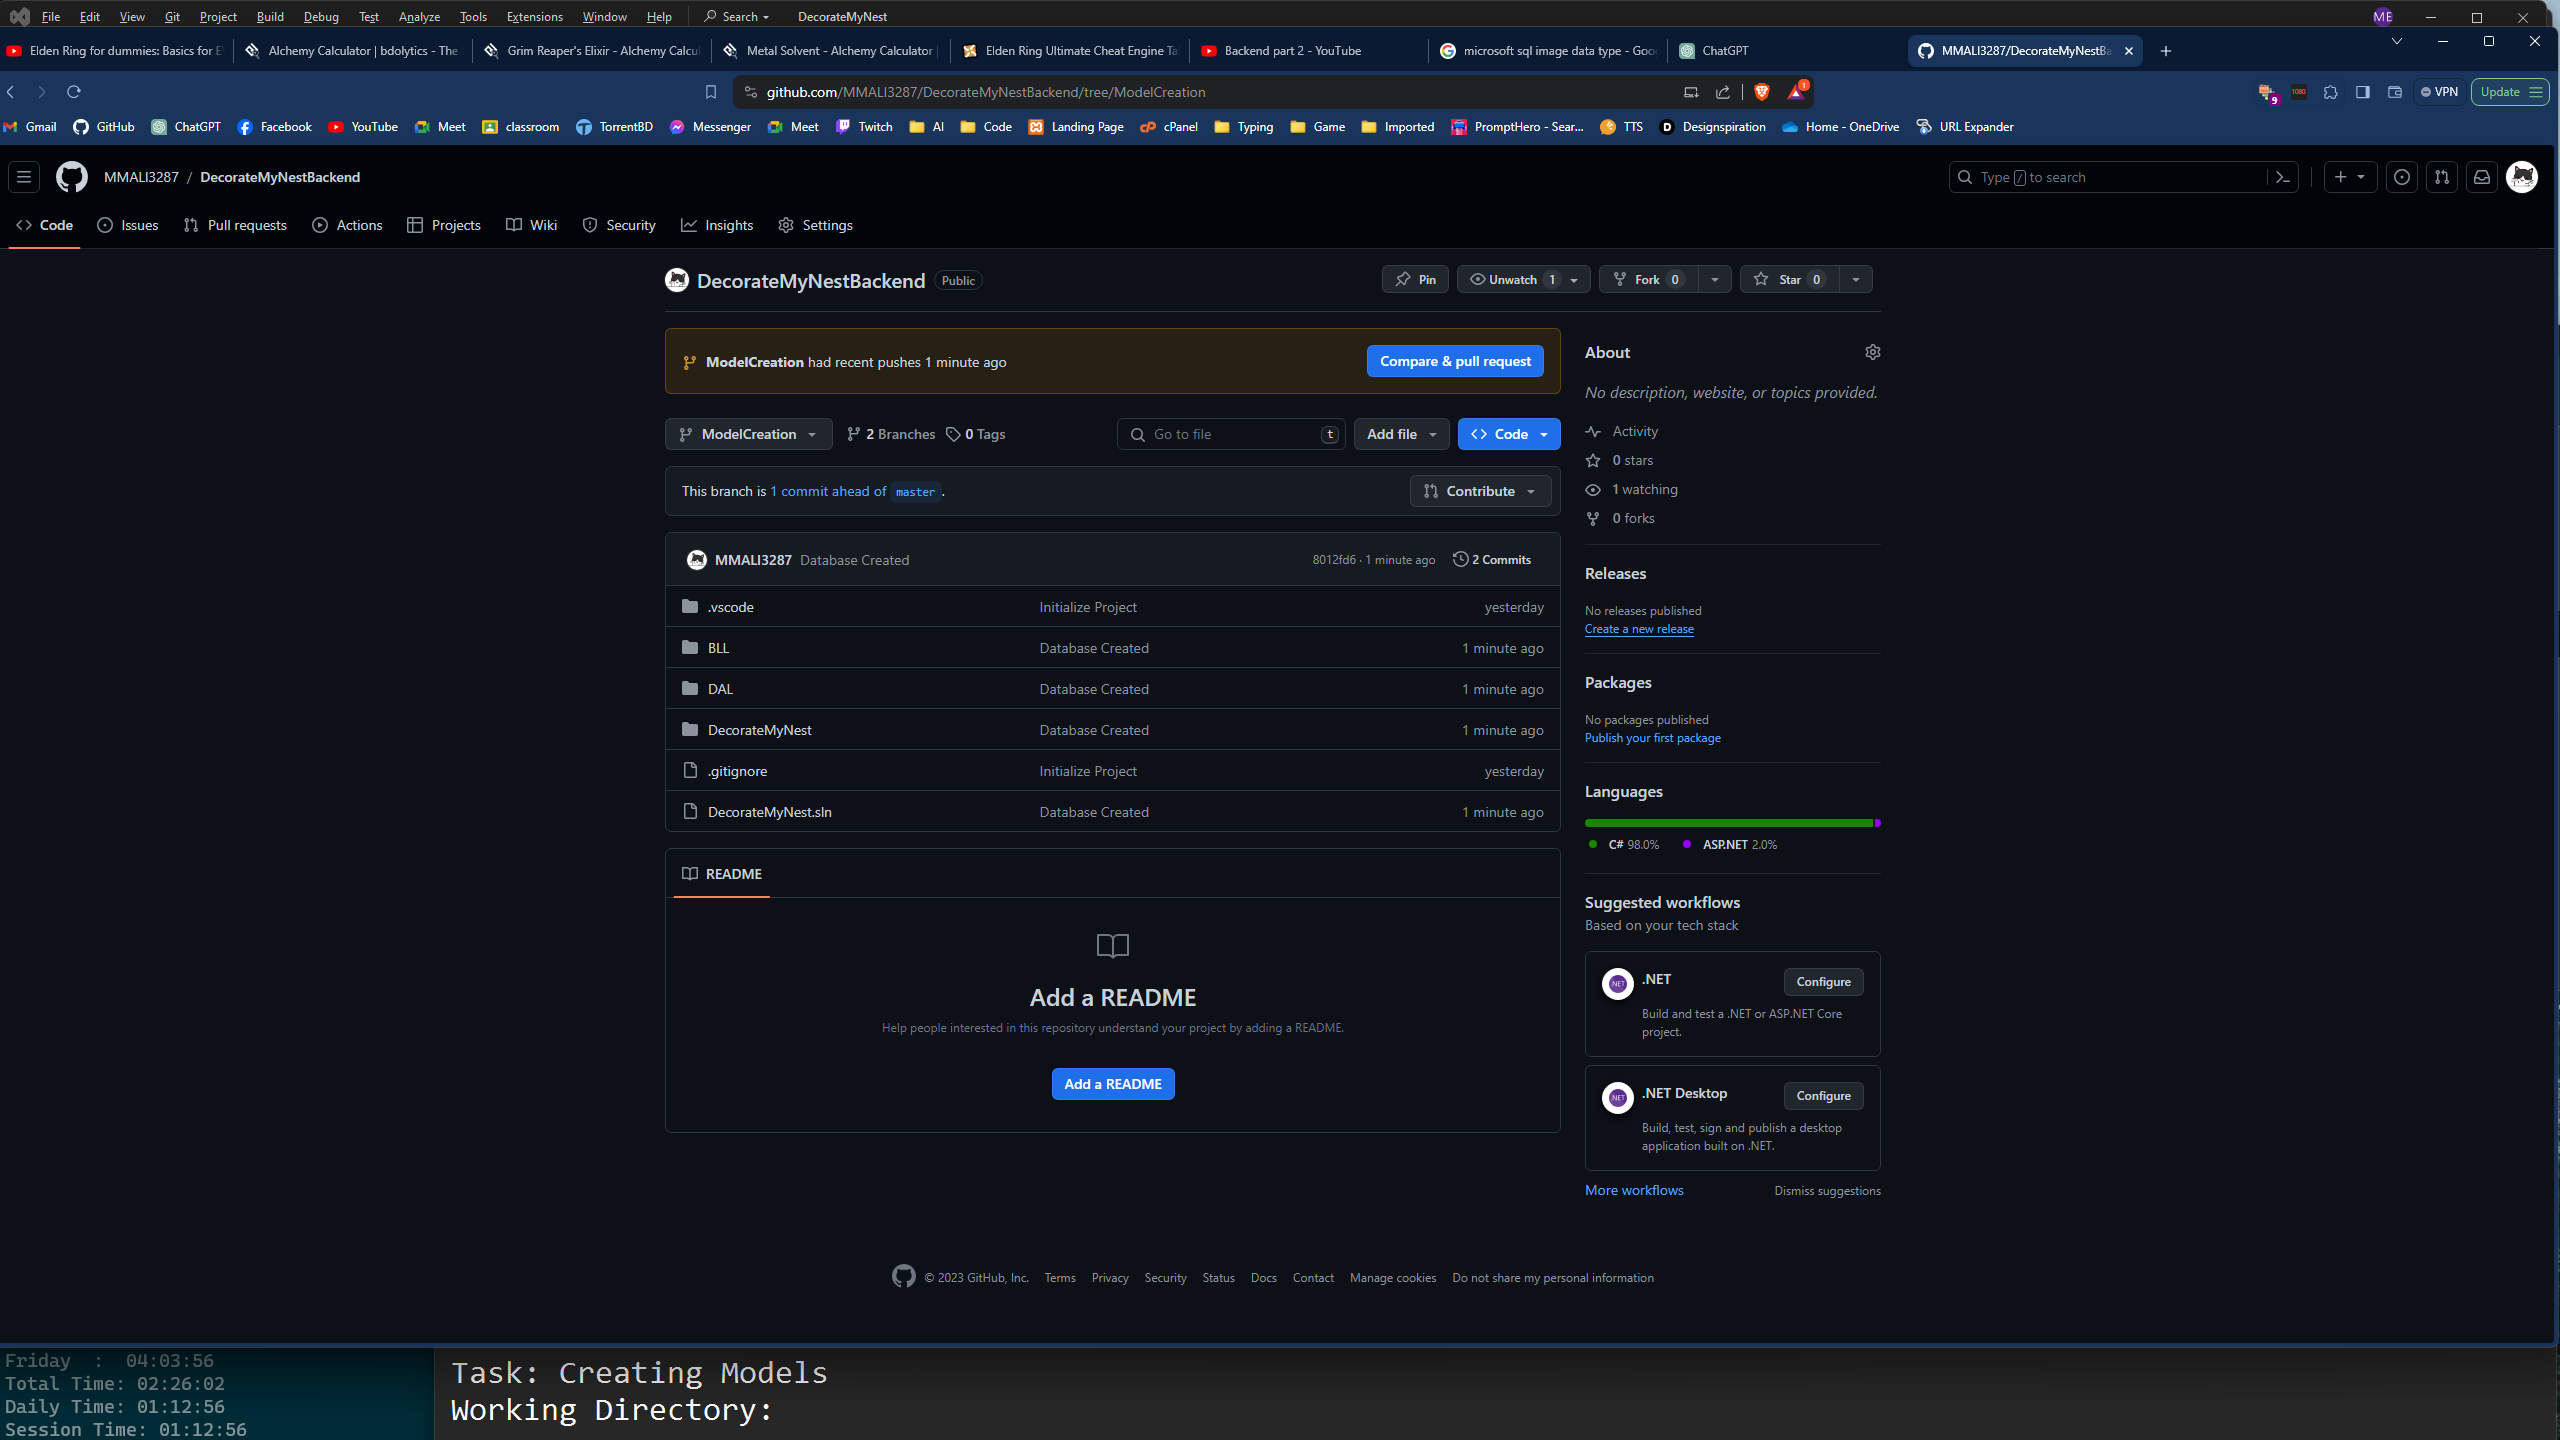 File Edit View Git Project Build Debug Test Analyze Tools Extensions Window Help Search DecorateMyNest ME
Elden Ring for dummies: Basics for E Alchemy Calculator | bdolytics - The Grim Reaper's Elixir - Alchemy Calcul Metal Solvent - Alchemy Calculator | Elden Ring Ultimate Cheat Engine Ta Backend part 2 - YouTube microsoft sql image data type - Goo ChatGPT MMALI3287/DecorateMyNestBa
github.com/MMALI3287/DecorateMyNestBackend/tree/ModelCreation 1 9 1080 VPN Update
Gmail GitHub ChatGPT Facebook YouTube Meet classroom TorrentBD Messenger Meet Twitch AI Code Landing Page cPanel Typing Game Imported PromptHero - Sear... TTS Designspiration Home - OneDrive URL Expander
MMALI3287 / DecorateMyNestBackend Type / to search
Code Issues Pull requests Actions Projects Wiki Security Insights Settings
DecorateMyNestBackend Public Pin Unwatch 1 Fork 0 Star 0
ModelCreation had recent pushes 1 minute ago Compare & pull request
ModelCreation 2 Branches 0 Tags Go to file t Add file Code
This branch is 1 commit ahead of master. Contribute
MMALI3287 Database Created 8012fd6 · 1 minute ago 2 Commits
.vscode Initialize Project yesterday
BLL Database Created 1 minute ago
DAL Database Created 1 minute ago
DecorateMyNest Database Created 1 minute ago
.gitignore Initialize Project yesterday
DecorateMyNest.sln Database Created 1 minute ago
README
Add a README
Help people interested in this repository understand your project by adding a README.
Add a README
About
No description, website, or topics provided.
Activity
0 stars
1 watching
0 forks
Releases
No releases published
Create a new release
Packages
No packages published
Publish your first package
Languages
C# 98.0% ASP.NET 2.0%
Suggested workflows
Based on your tech stack
.NET Configure
Build and test a .NET or ASP.NET Core
project.
.NET Desktop Configure
Build, test, sign and publish a desktop
application built on .NET.
More workflows Dismiss suggestions
© 2023 GitHub, Inc. Terms Privacy Security Status Docs Contact Manage cookies Do not share my personal information
Friday : 04:03:56
Total Time: 02:26:02
Daily Time: 01:12:56
Session Time: 01:12:56
Task: Creating Models
Working Directory: